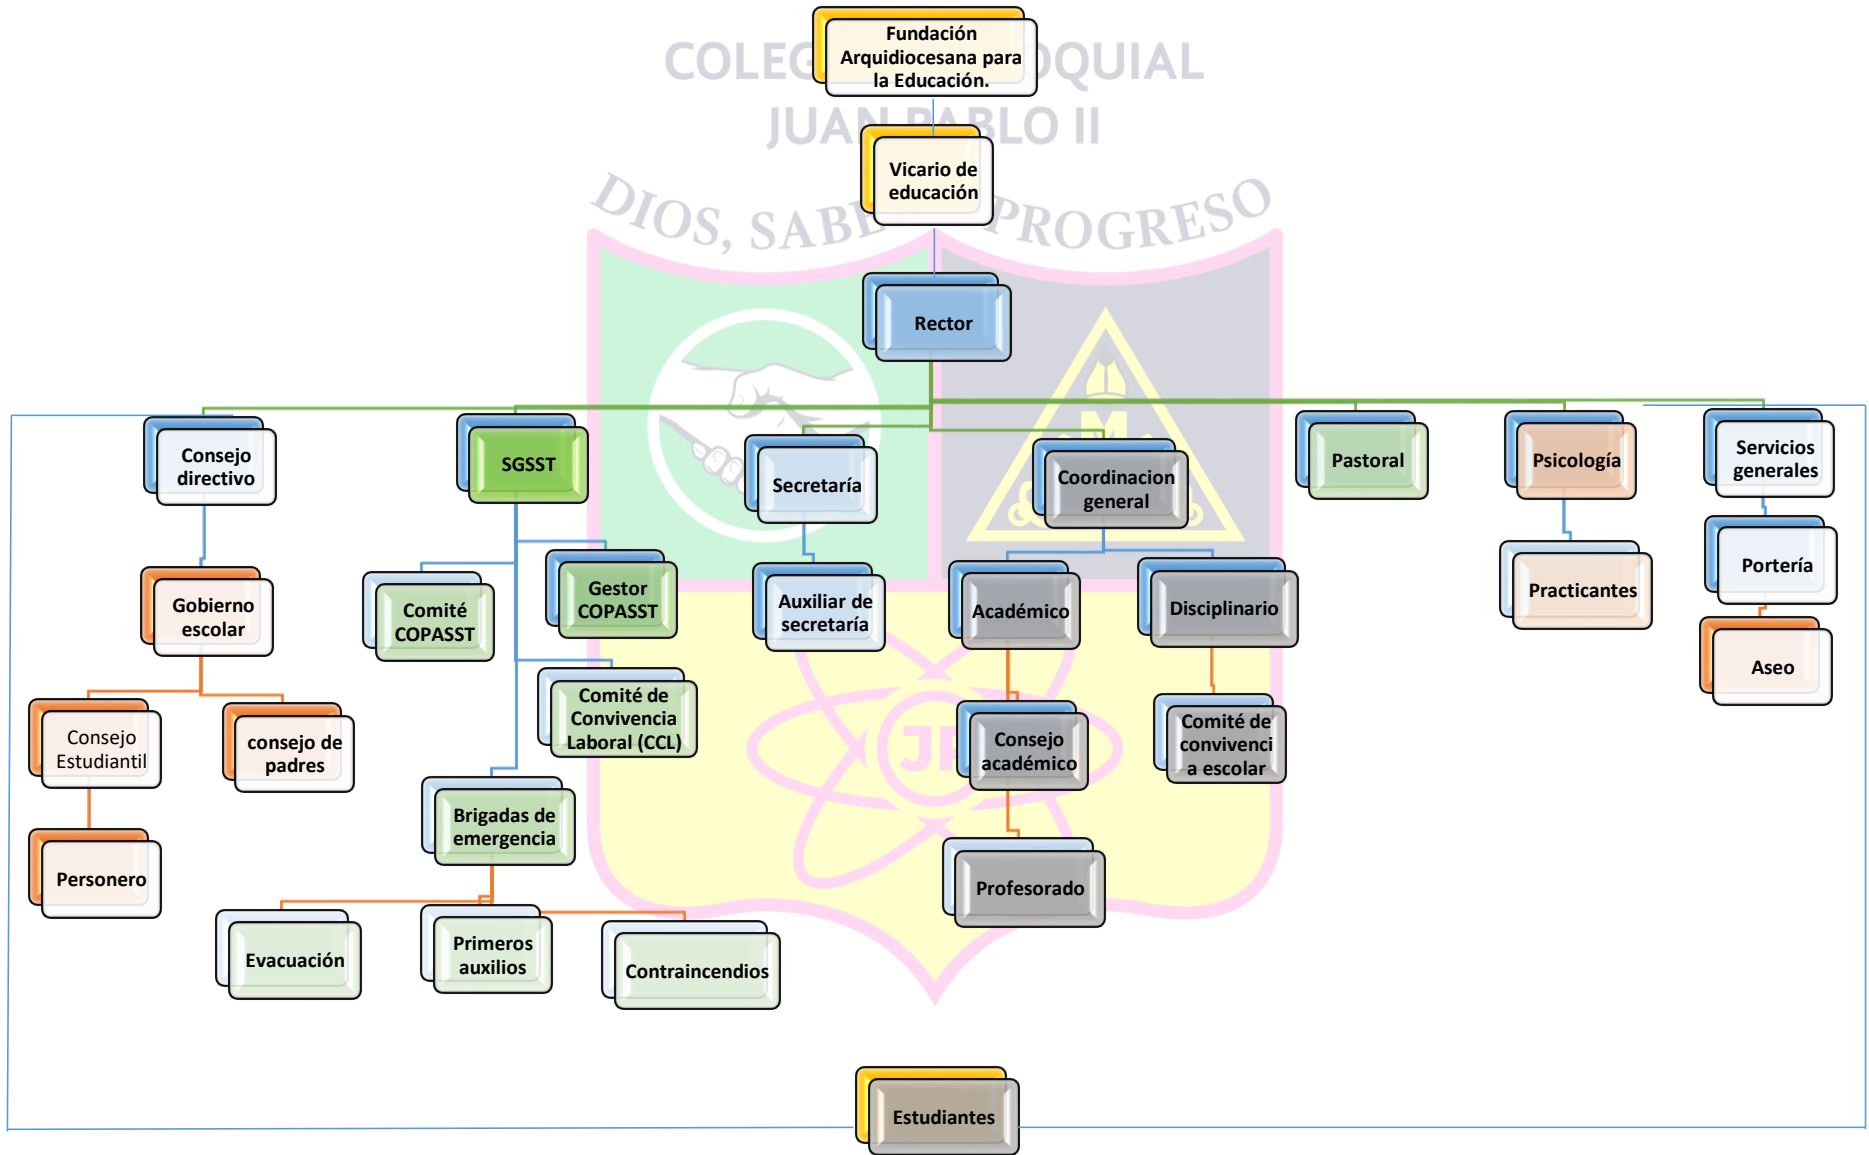 COLEG
QUIAL
JUAN PABLO II
DIOS, SABE
PROGRESO
Fundación
Arquidiocesana para
la Educación.
Vicario de
educación
Rector
Consejo
directivo
SGSST
Secretaría
Coordinacion
general
Pastoral
Psicología
Servicios
generales
Gobierno
escolar
Comité
COPASST
Gestor
COPASST
Auxiliar de
secretaría
Académico
Disciplinario
Practicantes
Portería
Aseo
Consejo
Estudiantil
consejo de
padres
Comité de
Convivencia
Laboral (CCL)
Consejo
académico
Comité de
convivenci
a escolar
Personero
Brigadas de
emergencia
Profesorado
Evacuación
Primeros
auxilios
Contraincendios
Estudiantes
M